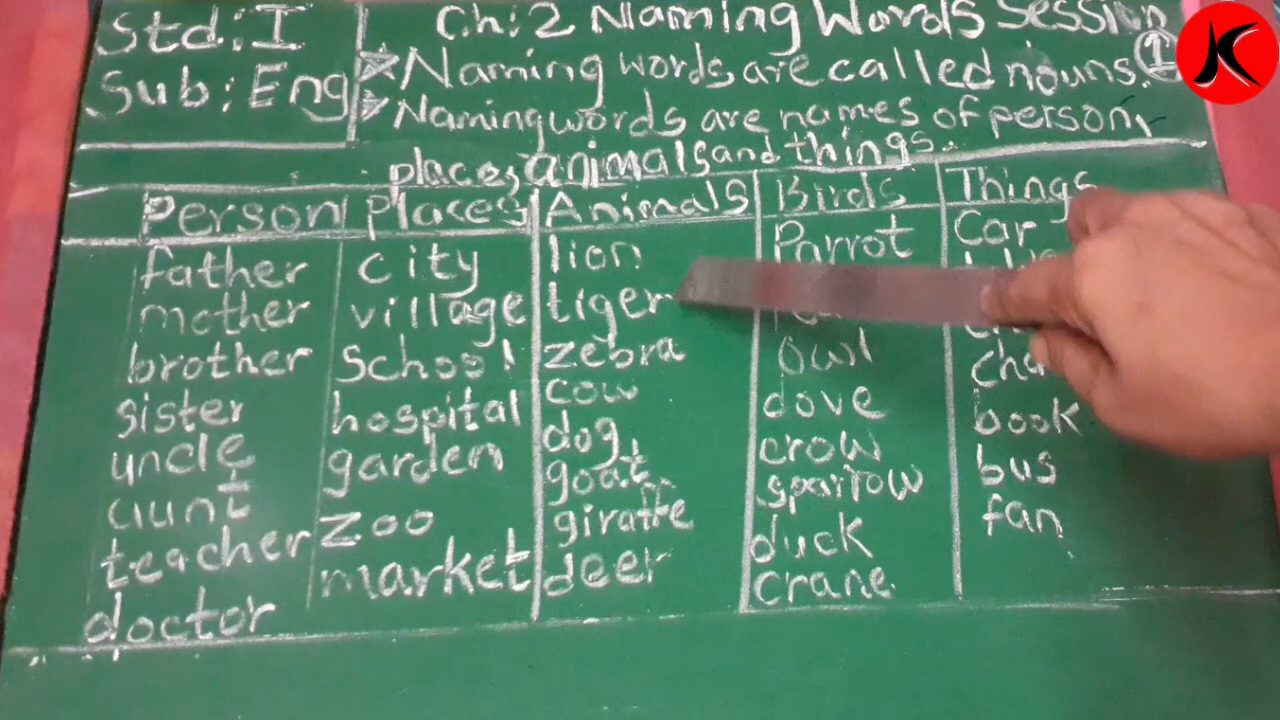 Std: I
Sub: Eng
Ch: 2 Naming Words Session
1
Naming words are called nouns.
Naming words are names of person,
places, animals and things.
Person Places Animals Birds Things
father city lion Parrot Car
mother village tiger
brother school zebra owl
sister hospital cow dove book
uncle garden dog crow bus
aunt zoo goat sparrow fan
teacher market giraffe duck
doctor deer crane
K